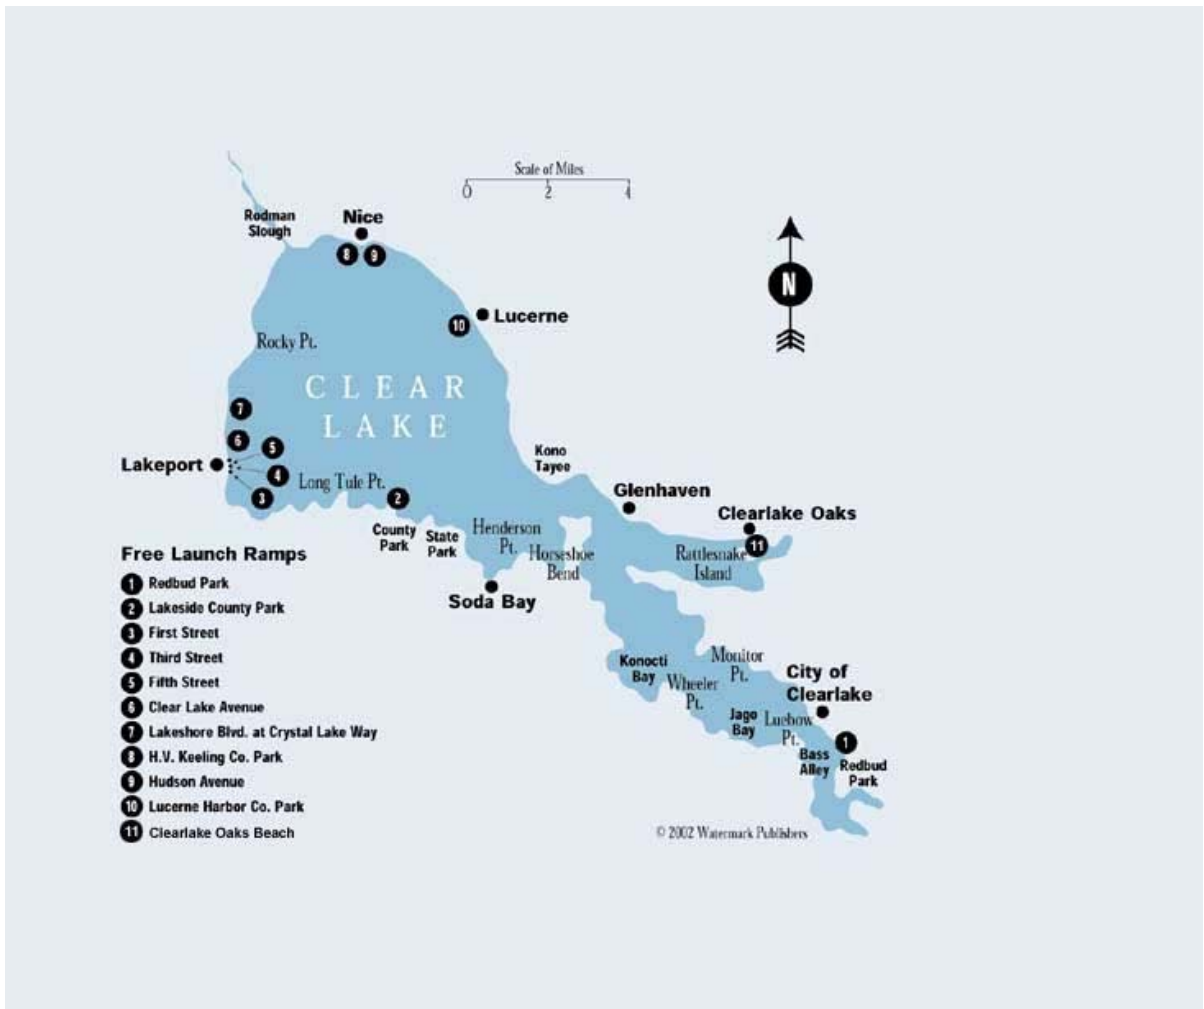 Scale of Miles
0 2 4
Rodman
Slough
Nice
8 9
N
10 Lucerne
Rocky Pt.
CLEAR
LAKE
7
6
5
Lakeport
4
3
Long Tule Pt.
2
Kono
Tayee
Glenhaven
Clearlake Oaks
11
County
Park
State
Park
Henderson
Pt.
Horseshoe
Bend
Rattlesnake
Island
Soda Bay
Free Launch Ramps
1 Redbud Park
2 Lakeside County Park
3 First Street
4 Third Street
5 Fifth Street
6 Clear Lake Avenue
7 Lakeshore Blvd. at Crystal Lake Way
8 H.V. Keeling Co. Park
9 Hudson Avenue
10 Lucerne Harbor Co. Park
11 Clearlake Oaks Beach
Konocti
Bay
Wheeler
Pt.
Monitor
Pt.
City of
Clearlake
Jago
Bay
Luebow
Pt.
1
Bass
Alley
Redbud
Park
© 2002 Watermark Publishers